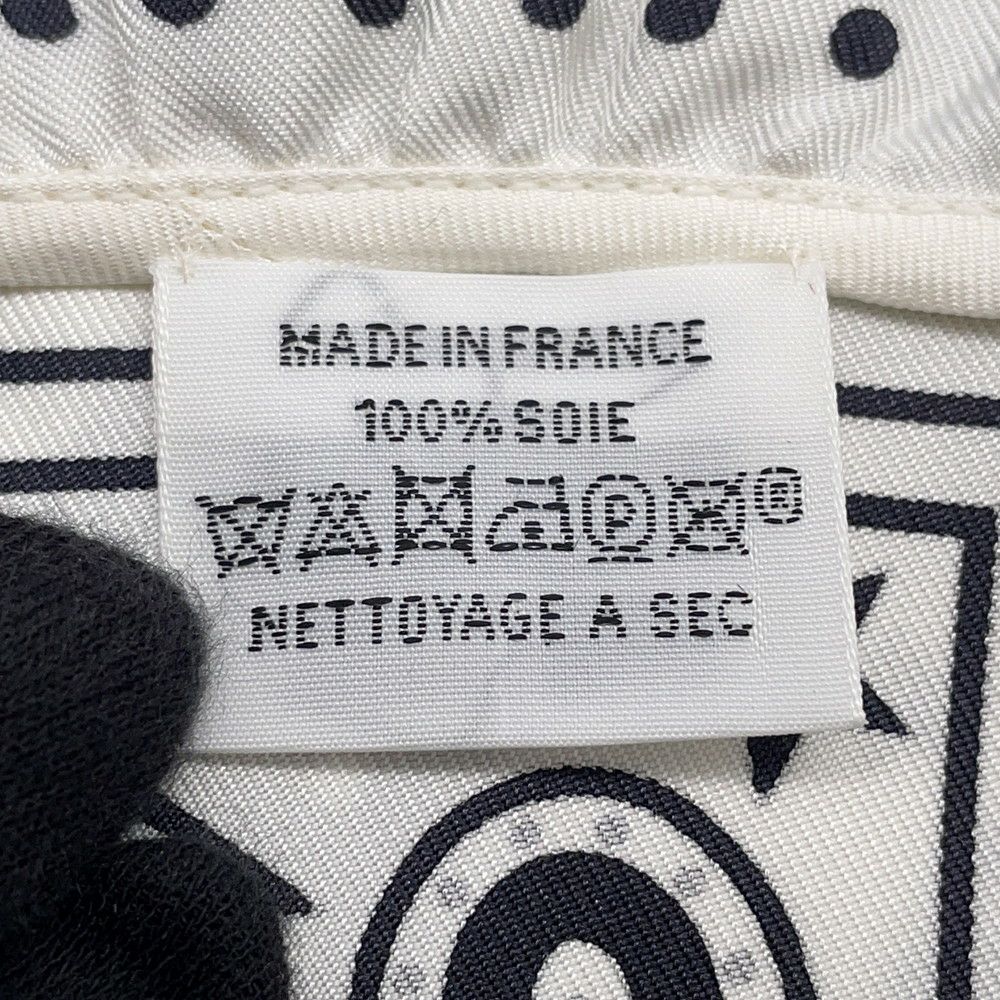 MADE IN FRANCE
100% SOIE
P ®
NETTOYAGE A SEC